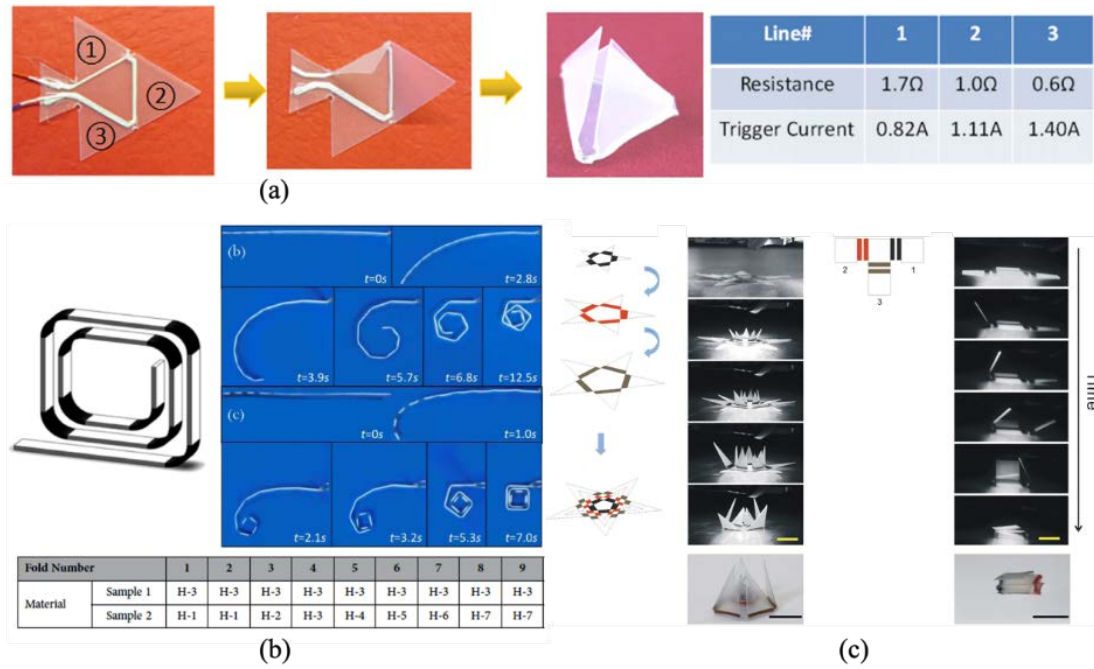 ① ② ③
Line# 1 2 3
Resistance 1.7Ω 1.0Ω 0.6Ω
Trigger Current 0.82A 1.11A 1.40A
(a)
(b)
t=0s
t=2.8s
t=3.9s
t=5.7s
t=6.8s
t=12.5s
(c)
t=0s
t=1.0s
t=2.1s
t=3.2s
t=5.3s
t=7.0s
Fold Number 1 2 3 4 5 6 7 8 9
Material
Sample 1 H-3 H-3 H-3 H-3 H-3 H-3 H-3 H-3 H-3
Sample 2 H-1 H-1 H-2 H-3 H-4 H-5 H-6 H-7 H-7
(b)
2 1
3
Time
(c)